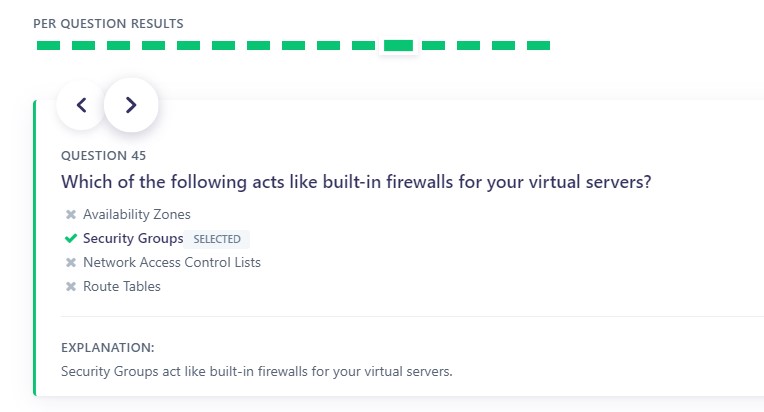 PER QUESTION RESULTS
QUESTION 45
Which of the following acts like built-in firewalls for your virtual servers?
Availability Zones
Security Groups SELECTED
Network Access Control Lists
Route Tables
EXPLANATION:
Security Groups act like built-in firewalls for your virtual servers.